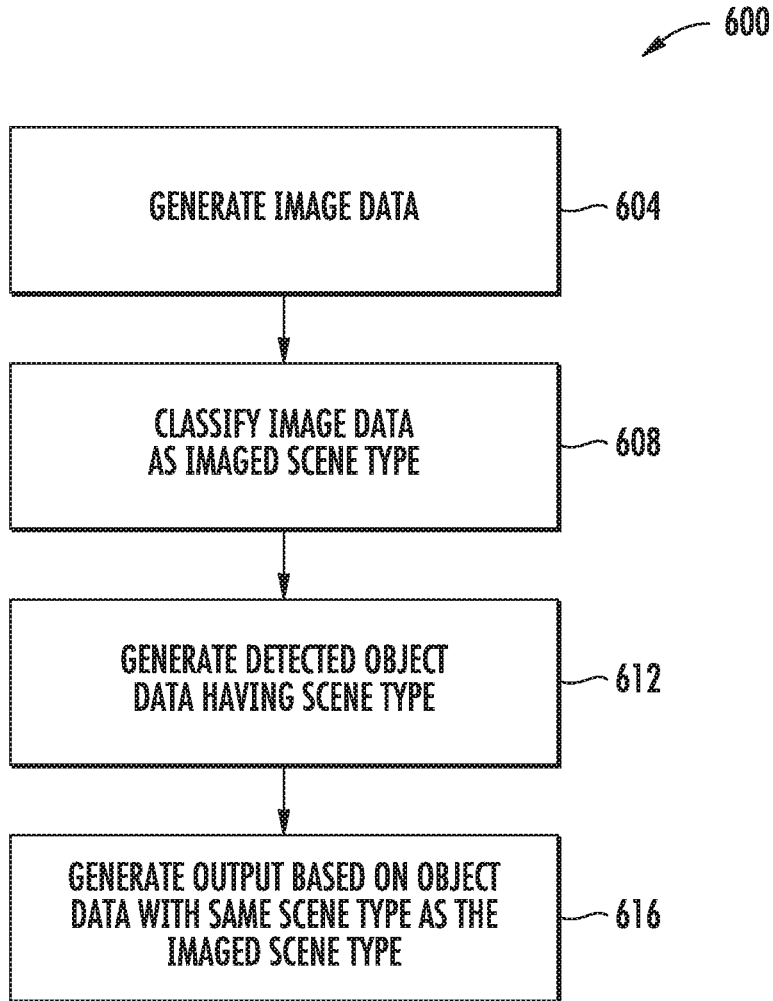 600
GENERATE IMAGE DATA
604
CLASSIFY IMAGE DATA
AS IMAGED SCENE TYPE
608
GENERATE DETECTED OBJECT
DATA HAVING SCENE TYPE
612
GENERATE OUTPUT BASED ON OBJECT
DATA WITH SAME SCENE TYPE AS THE
IMAGED SCENE TYPE
616